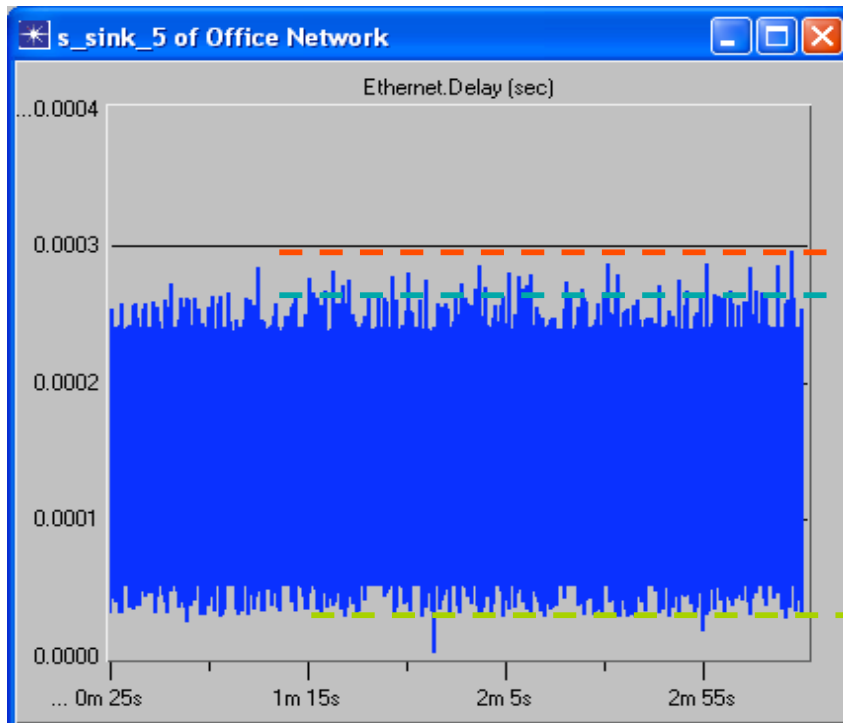 s_sink_5 of Office Network
Ethernet.Delay (sec)
...0.0004
0.0003
0.0002
0.0001
0.0000
... 0m 25s
1m 15s
2m 5s
2m 55s